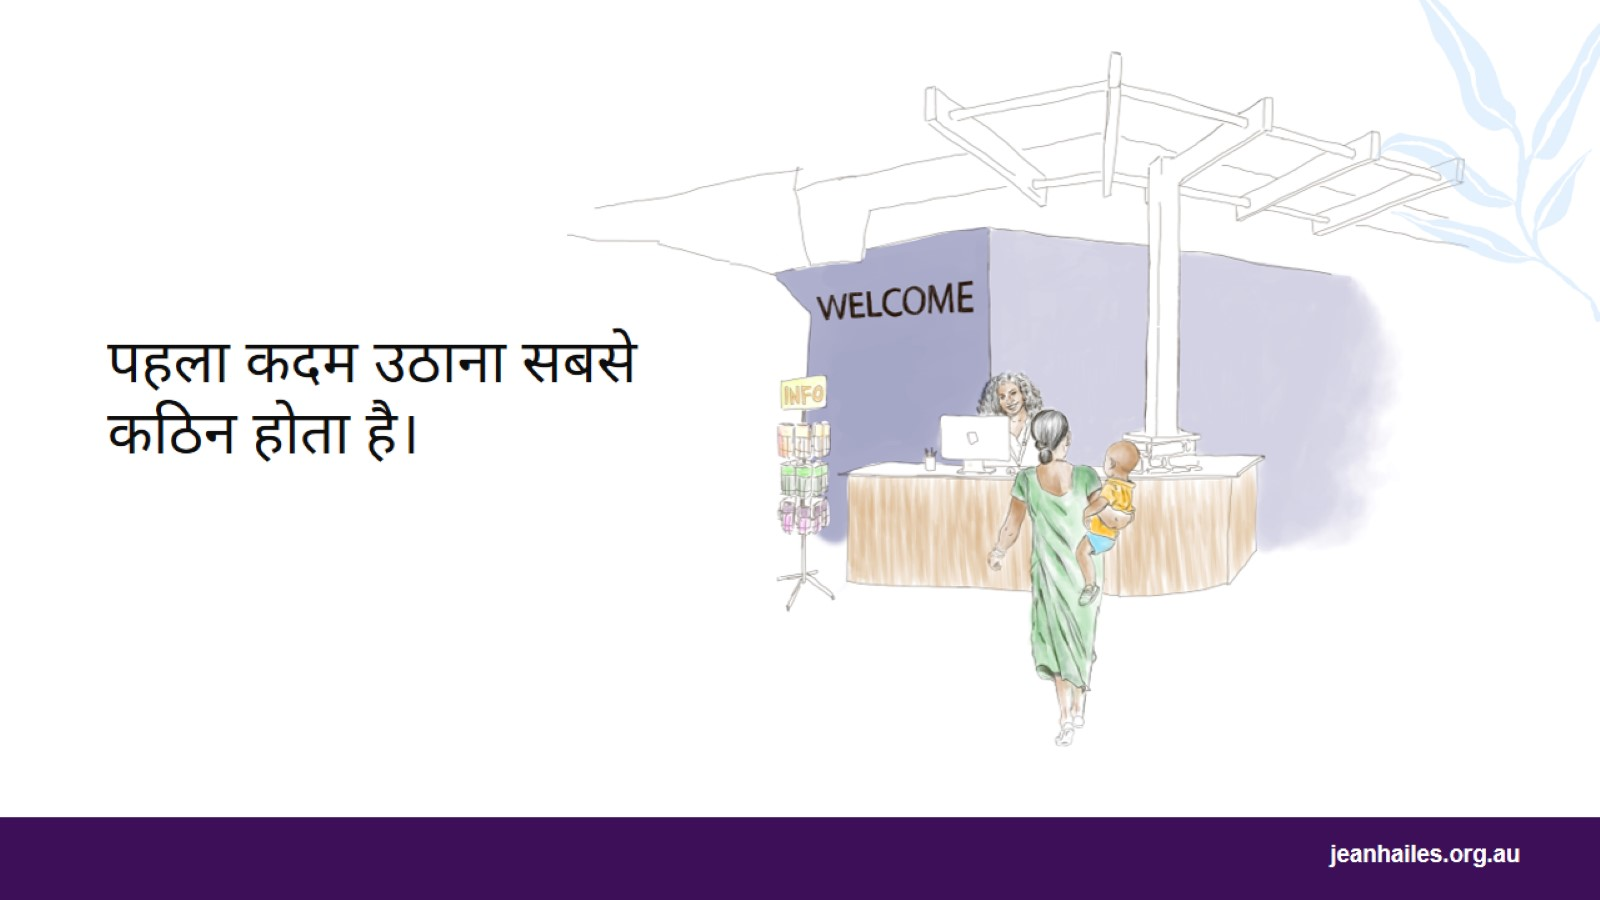 पहला कदम उठाना सबसे
कठिन होता है।
WELCOME
INFO
jeanhailes.org.au